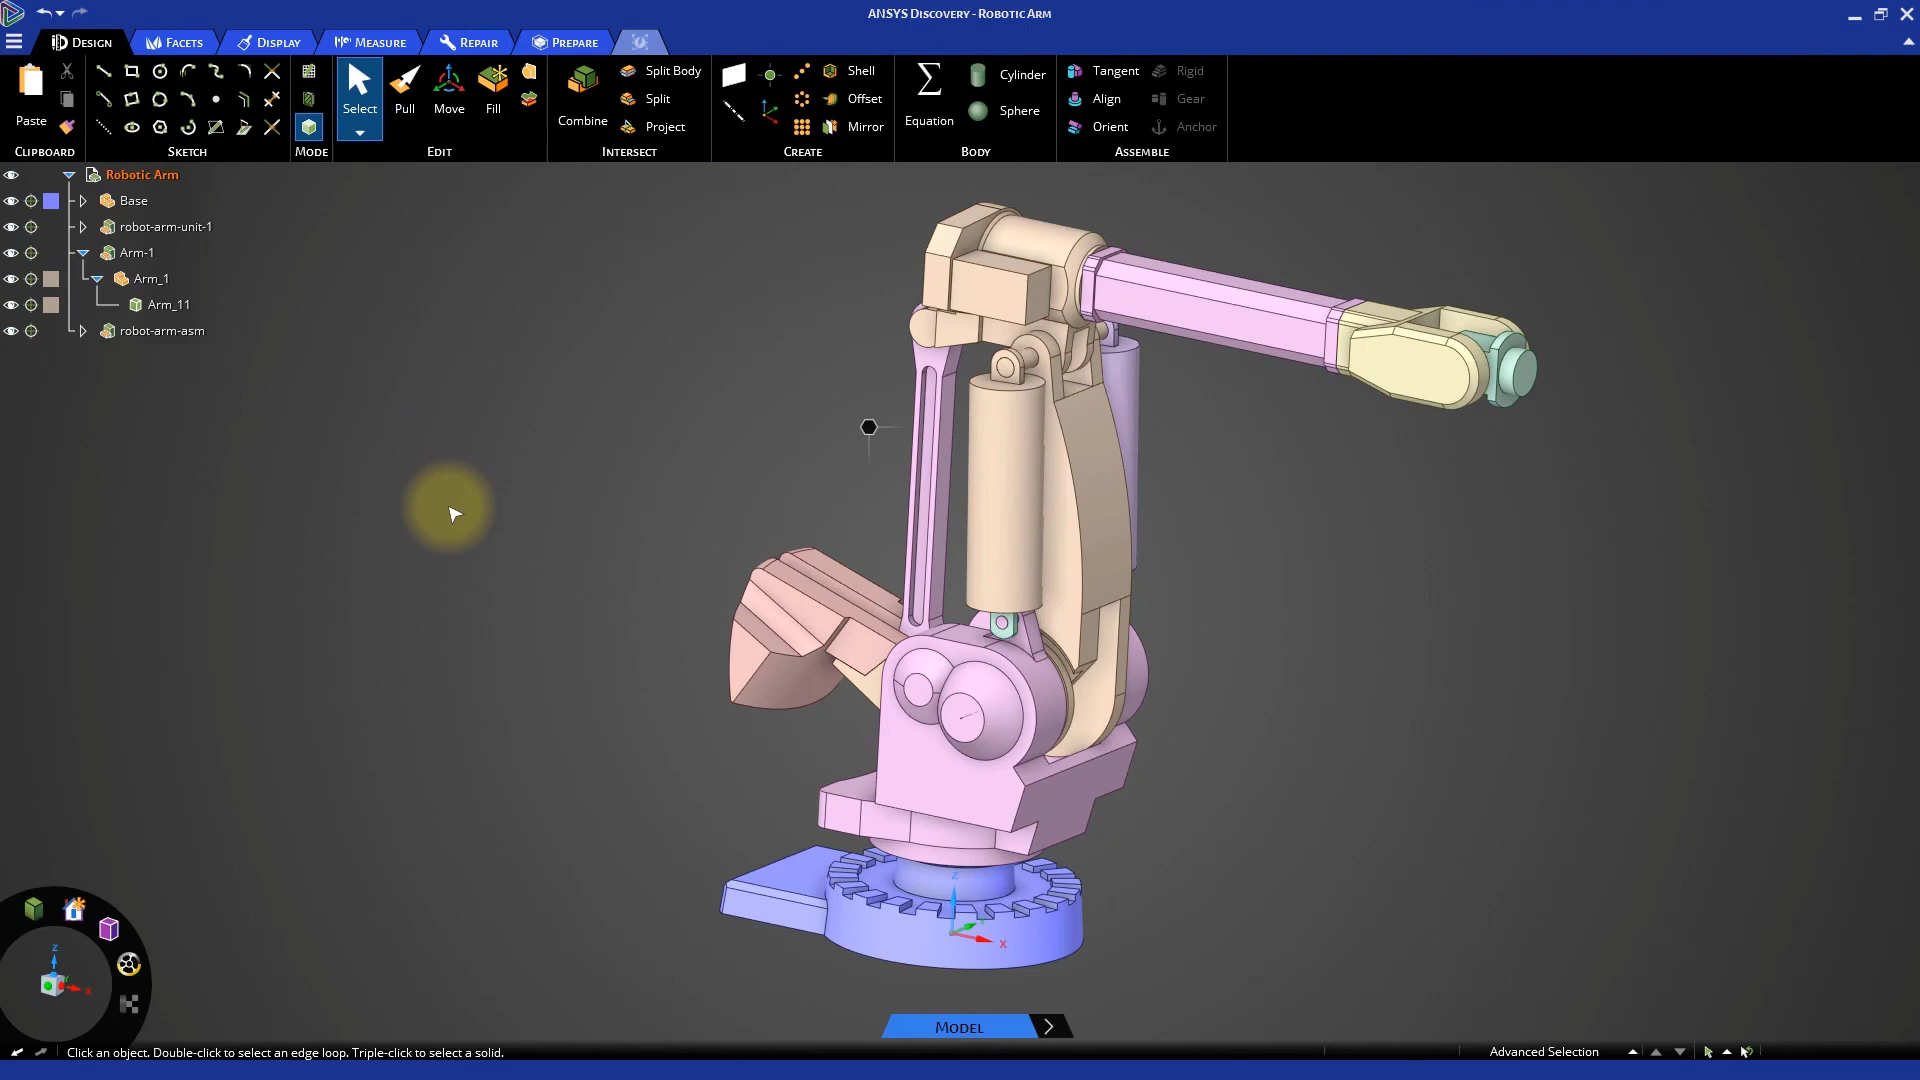 ANSYS Discovery - Robotic Arm
Design
Facets
Display
Measure
Repair
Prepare
Paste
Clipboard
Sketch
Mode
Select
Pull
Move
Fill
Edit
Combine
Split Body
Split
Project
Intersect
Shell
Offset
Mirror
Create
Equation
Cylinder
Sphere
Body
Tangent
Align
Orient
Rigid
Gear
Anchor
Assemble
Robotic Arm
Base
robot-arm-unit-1
Arm-1
Arm_1
Arm_11
robot-arm-asm
Z
X
Z
X
Model
Click an object. Double-click to select an edge loop. Triple-click to select a solid.
Advanced Selection